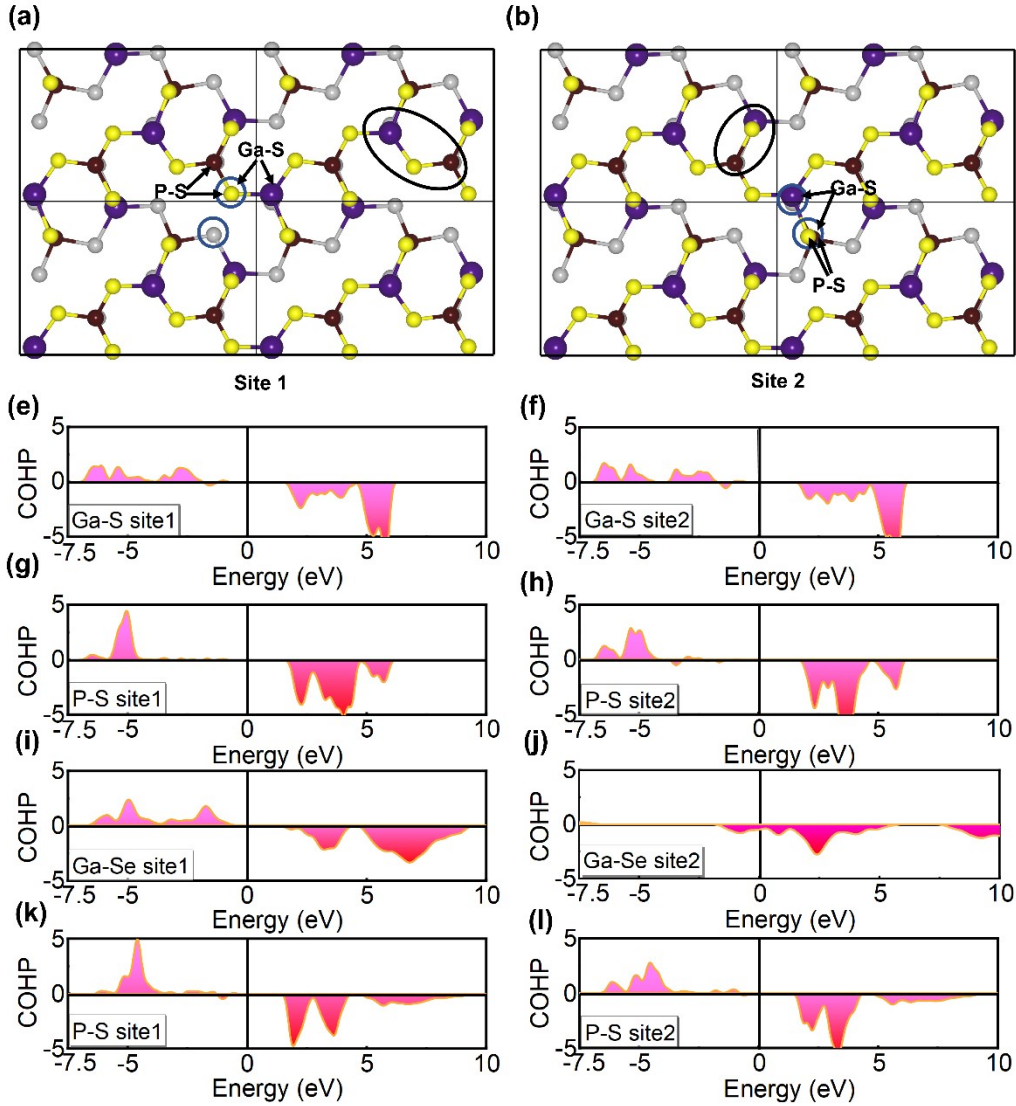 (a) (b)
Ga-S
P-S
Ga-S
P-S
Site 1 Site 2
(e) (f)
COHP 5 0 -5
Ga-S site1
-7.5 -5 0 5 10
Energy (eV)
COHP 5 0 -5
Ga-S site2
-7.5 -5 0 5 10
Energy (eV)
(g) (h)
COHP 5 0 -5
P-S site1
-7.5 -5 0 5 10
Energy (eV)
COHP 5 0 -5
P-S site2
-7.5 -5 0 5 10
Energy (eV)
(i) (j)
COHP 5 0 -5
Ga-Se site1
-7.5 -5 0 5 10
Energy (eV)
COHP 5 0 -5
Ga-Se site2
-7.5 -5 0 5 10
Energy (eV)
(k) (l)
COHP 5 0 -5
P-S site1
-7.5 -5 0 5 10
Energy (eV)
COHP 5 0 -5
P-S site2
-7.5 -5 0 5 10
Energy (eV)